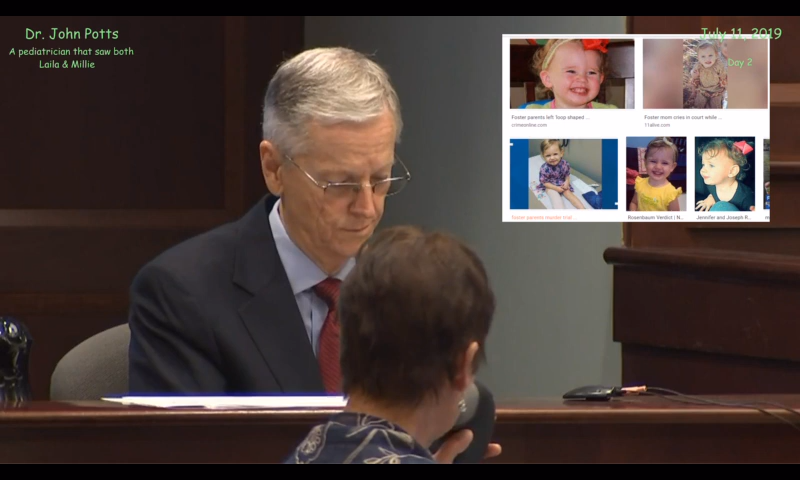 Dr. John Potts
A pediatrician that saw both
Laila & Millie
July 11, 2019
Day 2
Foster parents left 'loop shaped ...
crimeonline.com
Foster mom cries in court while ...
11alive.com
foster parents murder trial
Rosenbaum Verdict | N...
Jennifer and Joseph R...